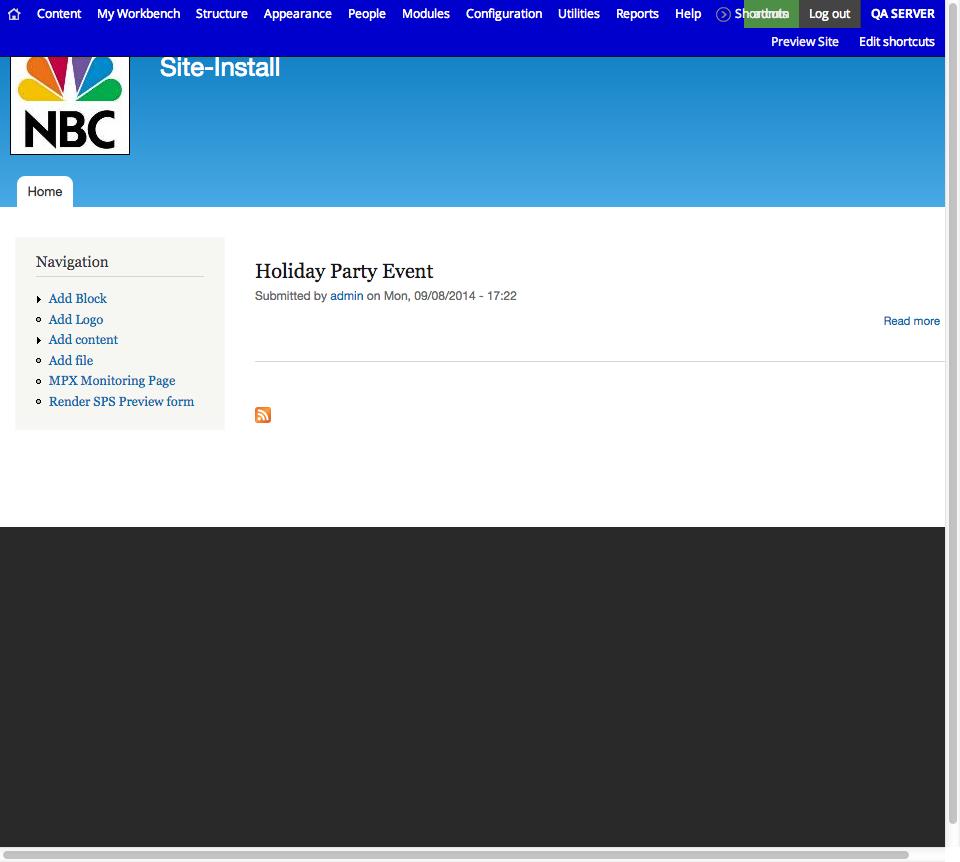 Content My Workbench Structure Appearance People Modules Configuration Utilities Reports Help Shortcuts admin Log out QA SERVER
Preview Site Edit shortcuts
Site-Install
NBC
Home
Navigation
Add Block
Add Logo
Add content
Add file
MPX Monitoring Page
Render SPS Preview form
Holiday Party Event
Submitted by admin on Mon, 09/08/2014 - 17:22
Read more